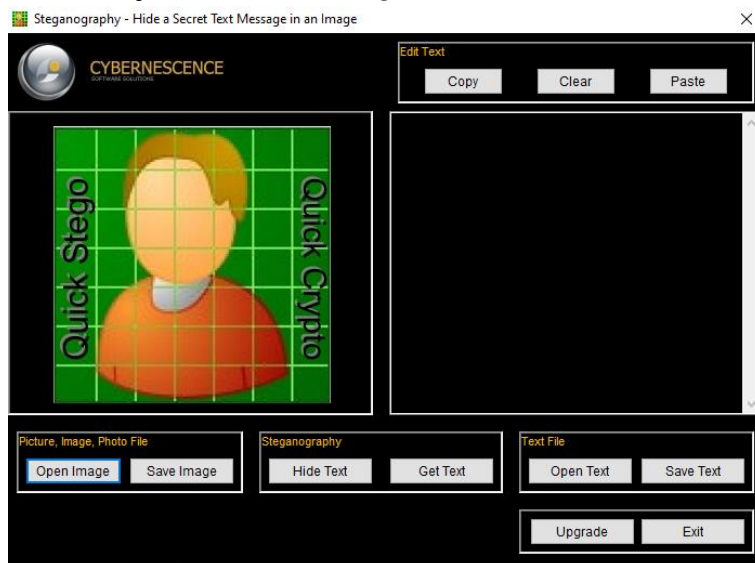 Steganography - Hide a Secret Text Message in an Image
CYBERNESCENCE
SOFTWARE SOLUTIONS
Edit Text
Copy Clear Paste
Quick Stego
Quick Crypto
Picture, Image, Photo File
Open Image Save Image
Steganography
Hide Text Get Text
Text File
Open Text Save Text
Upgrade Exit